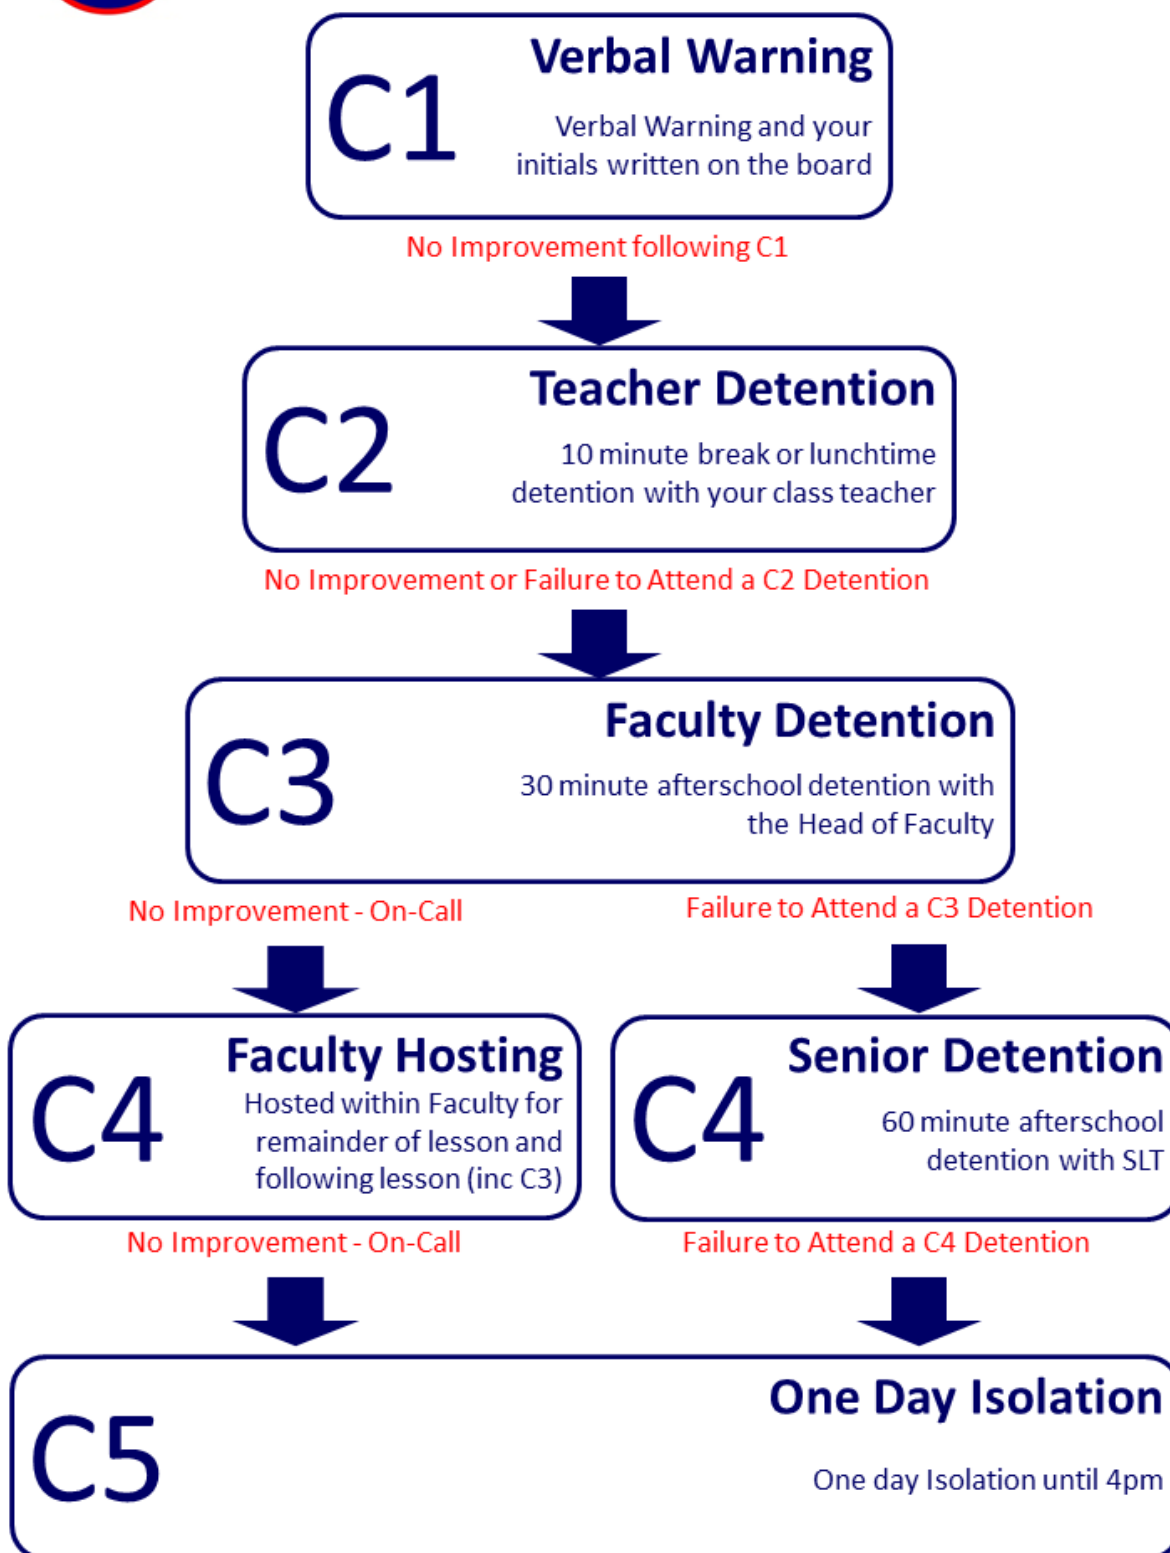 C1
Verbal Warning
Verbal Warning and your
initials written on the board
No Improvement following C1
C2
Teacher Detention
10 minute break or lunchtime
detention with your class teacher
No Improvement or Failure to Attend a C2 Detention
C3
Faculty Detention
30 minute afterschool detention with
the Head of Faculty
No Improvement - On-Call
Failure to Attend a C3 Detention
C4
Faculty Hosting
Hosted within Faculty for
remainder of lesson and
following lesson (inc C3)
C4
Senior Detention
60 minute afterschool
detention with SLT
No Improvement - On-Call
Failure to Attend a C4 Detention
C5
One Day Isolation
One day Isolation until 4pm